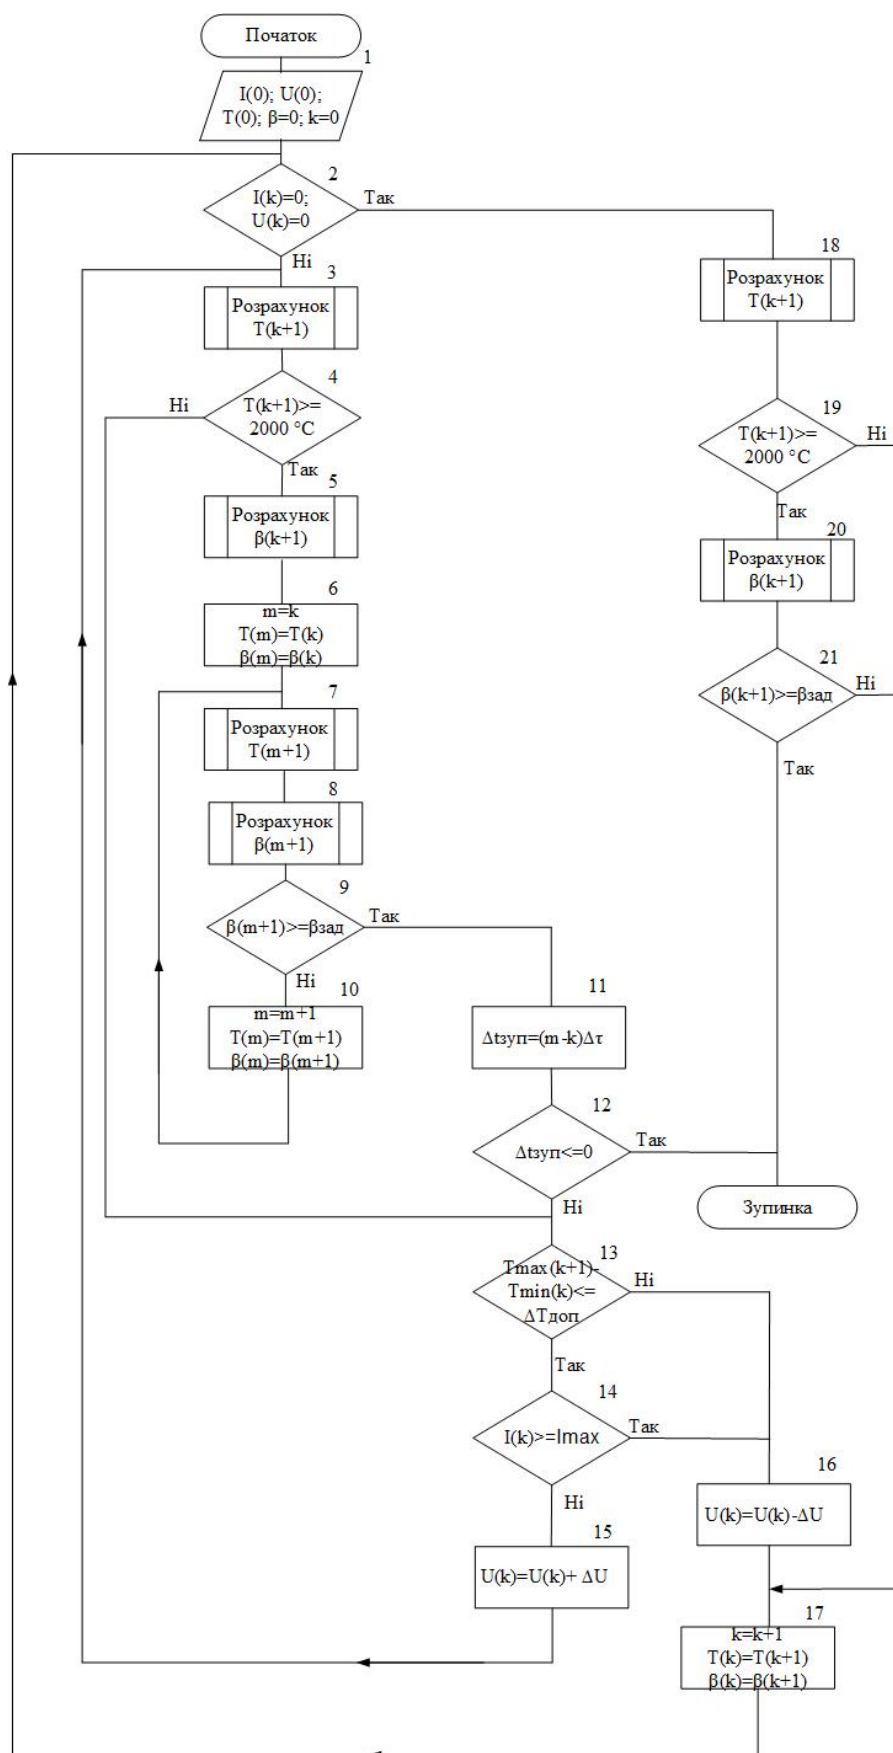 Початок
1
I(0); U(0);
T(0); β=0; k=0
2
I(k)=0;
U(k)=0
Так
Ні
3
Розрахунок
T(k+1)
4
T(k+1)>=
2000 °C
Ні
Так
5
Розрахунок
β(k+1)
6
m=k
T(m)=T(k)
β(m)=β(k)
7
Розрахунок
T(m+1)
8
Розрахунок
β(m+1)
9
β(m+1)>=βзад
Так
Ні
10
m=m+1
T(m)=T(m+1)
β(m)=β(m+1)
11
Δtзуп=(m-k)Δτ
12
Δtзуп<=0
Так
Ні
13
Tmax(k+1)-
Tmin(k)<=
ΔTдоп
Ні
Так
14
I(k)>=Imax
Так
Ні
15
U(k)=U(k)+ ΔU
16
U(k)=U(k)-ΔU
17
k=k+1
T(k)=T(k+1)
β(k)=β(k+1)
18
Розрахунок
T(k+1)
19
T(k+1)>=
2000 °C
Ні
Так
20
Розрахунок
β(k+1)
21
β(k+1)>=βзад
Ні
Так
Зупинка